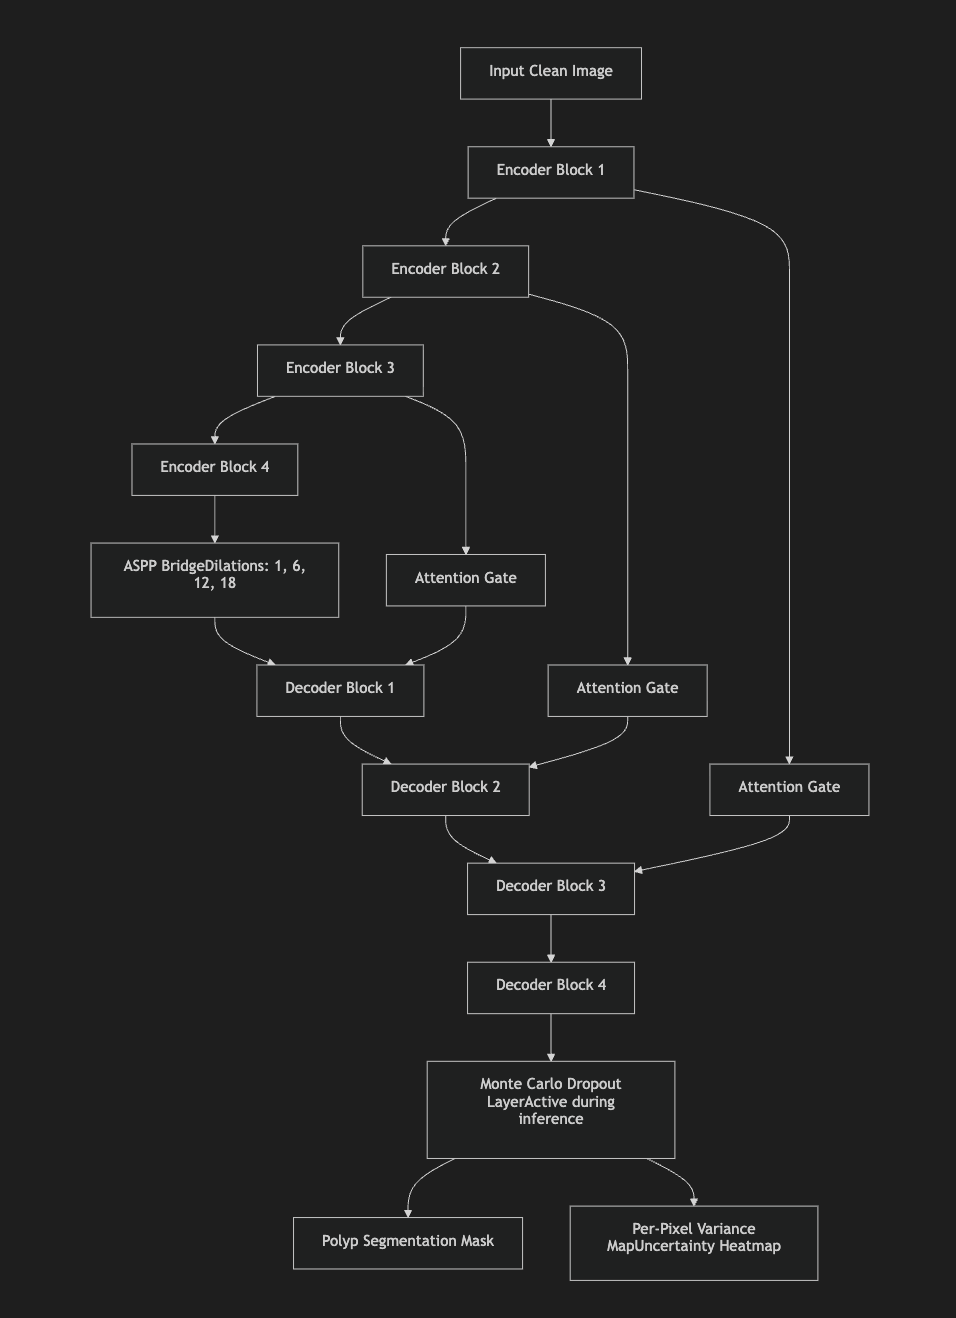 Input Clean Image
Encoder Block 1
Encoder Block 2
Encoder Block 3
Encoder Block 4
ASPP BridgeDilations: 1, 6,
12, 18
Attention Gate
Decoder Block 1
Attention Gate
Decoder Block 2
Attention Gate
Decoder Block 3
Decoder Block 4
Monte Carlo Dropout
LayerActive during
inference
Polyp Segmentation Mask
Per-Pixel Variance
MapUncertainty Heatmap